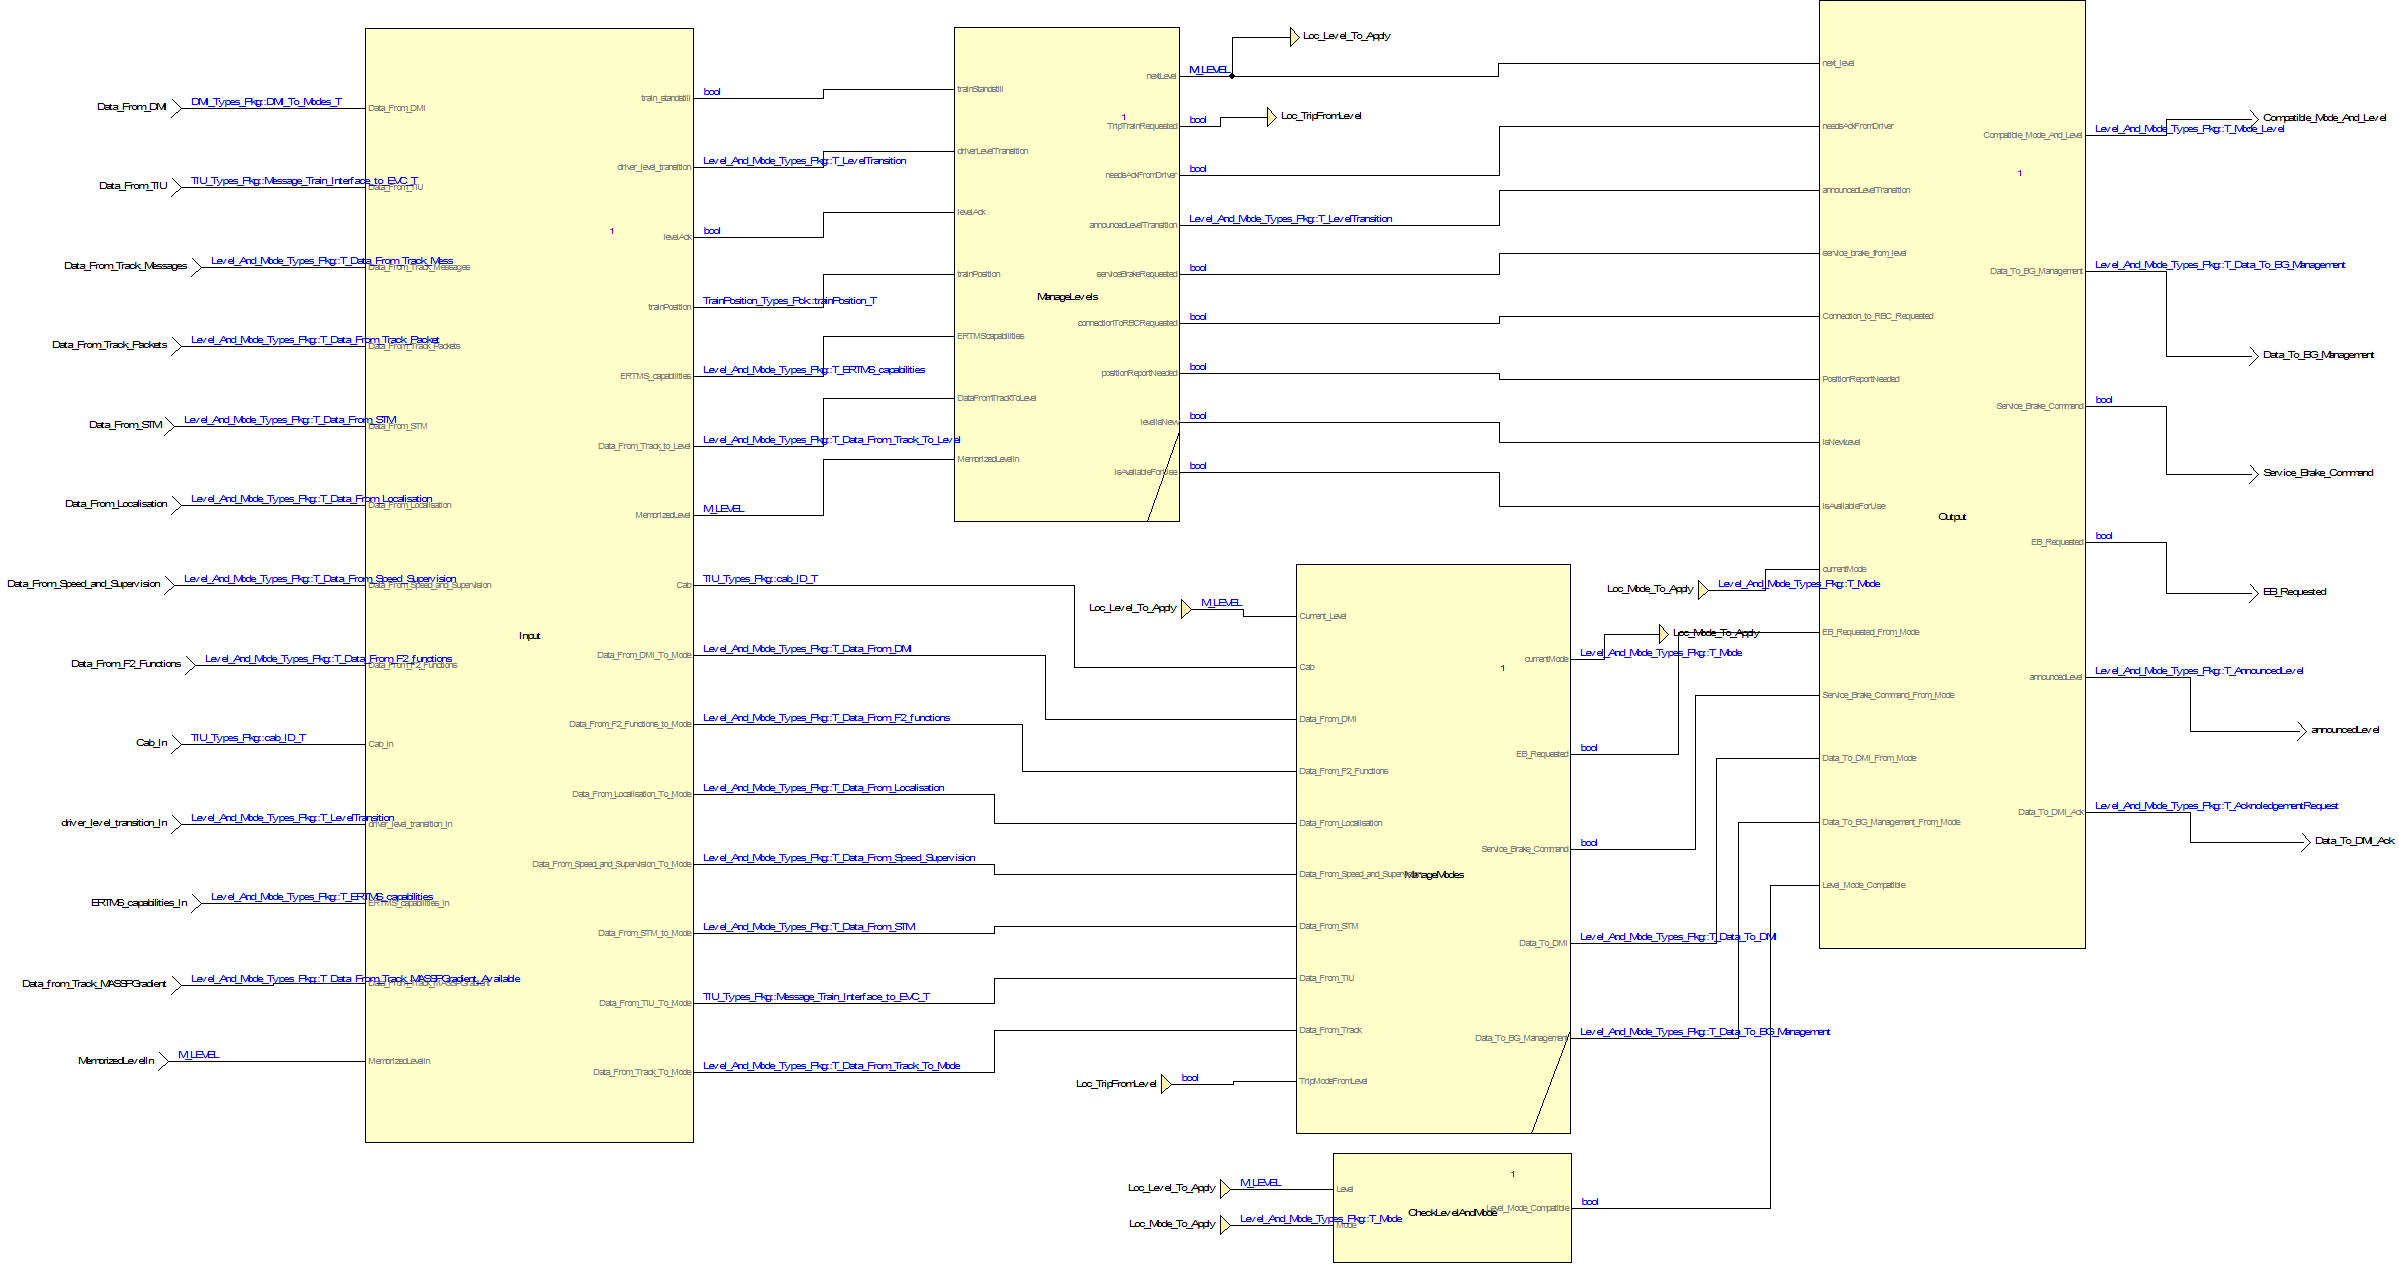 Data_From_DMI
DMI_Types_Pkg::DMI_To_Modes_T
Data_From_DMI
Data_From_TIU
TIU_Types_Pkg::Message_Train_Interface_to_EVC_T
Data_From_TIU
Data_From_Track_Messages
Level_And_Mode_Types_Pkg::T_Data_From_Track_Mess
Data_From_Track_Messages
Data_From_Track_Packets
Level_And_Mode_Types_Pkg::T_Data_From_Track_Packet
Data_From_Track_Packets
Data_From_STM
Level_And_Mode_Types_Pkg::T_Data_From_STM
Data_From_STM
Data_From_Localisation
Level_And_Mode_Types_Pkg::T_Data_From_Localisation
Data_From_Localisation
Data_From_Speed_and_Supervision
Level_And_Mode_Types_Pkg::T_Data_From_Speed_Supervision
Data_From_Speed_and_Supervision
Data_From_F2_Functions
Level_And_Mode_Types_Pkg::T_Data_From_F2_functions
Data_From_F2_Functions
Cab_In
TIU_Types_Pkg::cab_ID_T
Cab_In
driver_level_transition_In
Level_And_Mode_Types_Pkg::T_LevelTransition
driver_level_transition_In
ERTMS_capabilities_In
Level_And_Mode_Types_Pkg::T_ERTMS_capabilities
ERTMS_capabilities_In
Data_from_Track_MASSPGradient
Level_And_Mode_Types_Pkg::T_Data_From_Track_MASSPGradient_Available
Data_From_Track_MASSPGradient
MemorizedLevelIn
M_LEVEL
MemorizedLevelIn
1
Input
train_standstill
bool
driver_level_transition
Level_And_Mode_Types_Pkg::T_LevelTransition
levelAck
bool
trainPosition
TrainPosition_Types_Pck::trainPosition_T
ERTMS_capabilities
Level_And_Mode_Types_Pkg::T_ERTMS_capabilities
Data_From_Track_to_Level
Level_And_Mode_Types_Pkg::T_Data_From_Track_To_Level
MemorizedLevel
M_LEVEL
Cab
TIU_Types_Pkg::cab_ID_T
Data_From_DMI_To_Mode
Level_And_Mode_Types_Pkg::T_Data_From_DMI
Data_From_F2_Functions_to_Mode
Level_And_Mode_Types_Pkg::T_Data_From_F2_functions
Data_From_Localisation_To_Mode
Level_And_Mode_Types_Pkg::T_Data_From_Localisation
Data_From_Speed_and_Supervision_To_Mode
Level_And_Mode_Types_Pkg::T_Data_From_Speed_Supervision
Data_From_STM_to_Mode
Level_And_Mode_Types_Pkg::T_Data_From_STM
Data_From_TIU_To_Mode
TIU_Types_Pkg::Message_Train_Interface_to_EVC_T
Data_From_Track_To_Mode
Level_And_Mode_Types_Pkg::T_Data_From_Track_To_Mode
trainStandstill
driverLevelTransition
levelAck
trainPosition
ERTMScapabilities
DataFromTrackToLevel
MemorizedLevelIn
1
ManageLevels
nextLevel
M_LEVEL
Loc_Level_To_Apply
TripTrainRequested
bool
Loc_TripFromLevel
needsAckFromDriver
bool
announcedLevelTransition
Level_And_Mode_Types_Pkg::T_LevelTransition
serviceBrakeRequested
bool
connectionToRBCRequested
bool
positionReportNeeded
bool
levelIsNew
bool
isAvailableForUse
bool
Loc_Level_To_Apply
M_LEVEL
Current_Level
Cab
Data_From_DMI
Data_From_F2_Functions
Data_From_Localisation
Data_From_Speed_and_Supervision
Data_From_STM
Data_From_TIU
Data_From_Track
Loc_TripFromLevel
bool
TripModeFromLevel
1
ManageModes
currentMode
Level_And_Mode_Types_Pkg::T_Mode
Loc_Mode_To_Apply
EB_Requested
bool
Service_Brake_Command
bool
Data_To_DMI
Level_And_Mode_Types_Pkg::T_Data_To_DMI
Data_To_BG_Management
Level_And_Mode_Types_Pkg::T_Data_To_BG_Management
Loc_Level_To_Apply
M_LEVEL
Level
Loc_Mode_To_Apply
Level_And_Mode_Types_Pkg::T_Mode
Mode
1
CheckLevelAndMode
Level_Mode_Compatible
bool
next_level
needsAckFromDriver
announcedLevelTransition
service_brake_from_level
Connection_to_RBC_Requested
PositionReportNeeded
isNewLevel
isAvailableForUse
Loc_Mode_To_Apply
Level_And_Mode_Types_Pkg::T_Mode
currentMode
EB_Requested_From_Mode
Service_Brake_Command_From_Mode
Data_To_DMI_From_Mode
Data_To_BG_Management_From_Mode
Level_Mode_Compatible
1
Output
Compatible_Mode_And_Level
Level_And_Mode_Types_Pkg::T_Mode_Level
Compatible_Mode_And_Level
Data_To_BG_Management
Level_And_Mode_Types_Pkg::T_Data_To_BG_Management
Data_To_BG_Management
Service_Brake_Command
bool
Service_Brake_Command
EB_Requested
bool
EB_Requested
announcedLevel
Level_And_Mode_Types_Pkg::T_AnnouncedLevel
announcedLevel
Data_To_DMI_Ack
Level_And_Mode_Types_Pkg::T_AcknoledgementRequest
Data_To_DMI_Ack